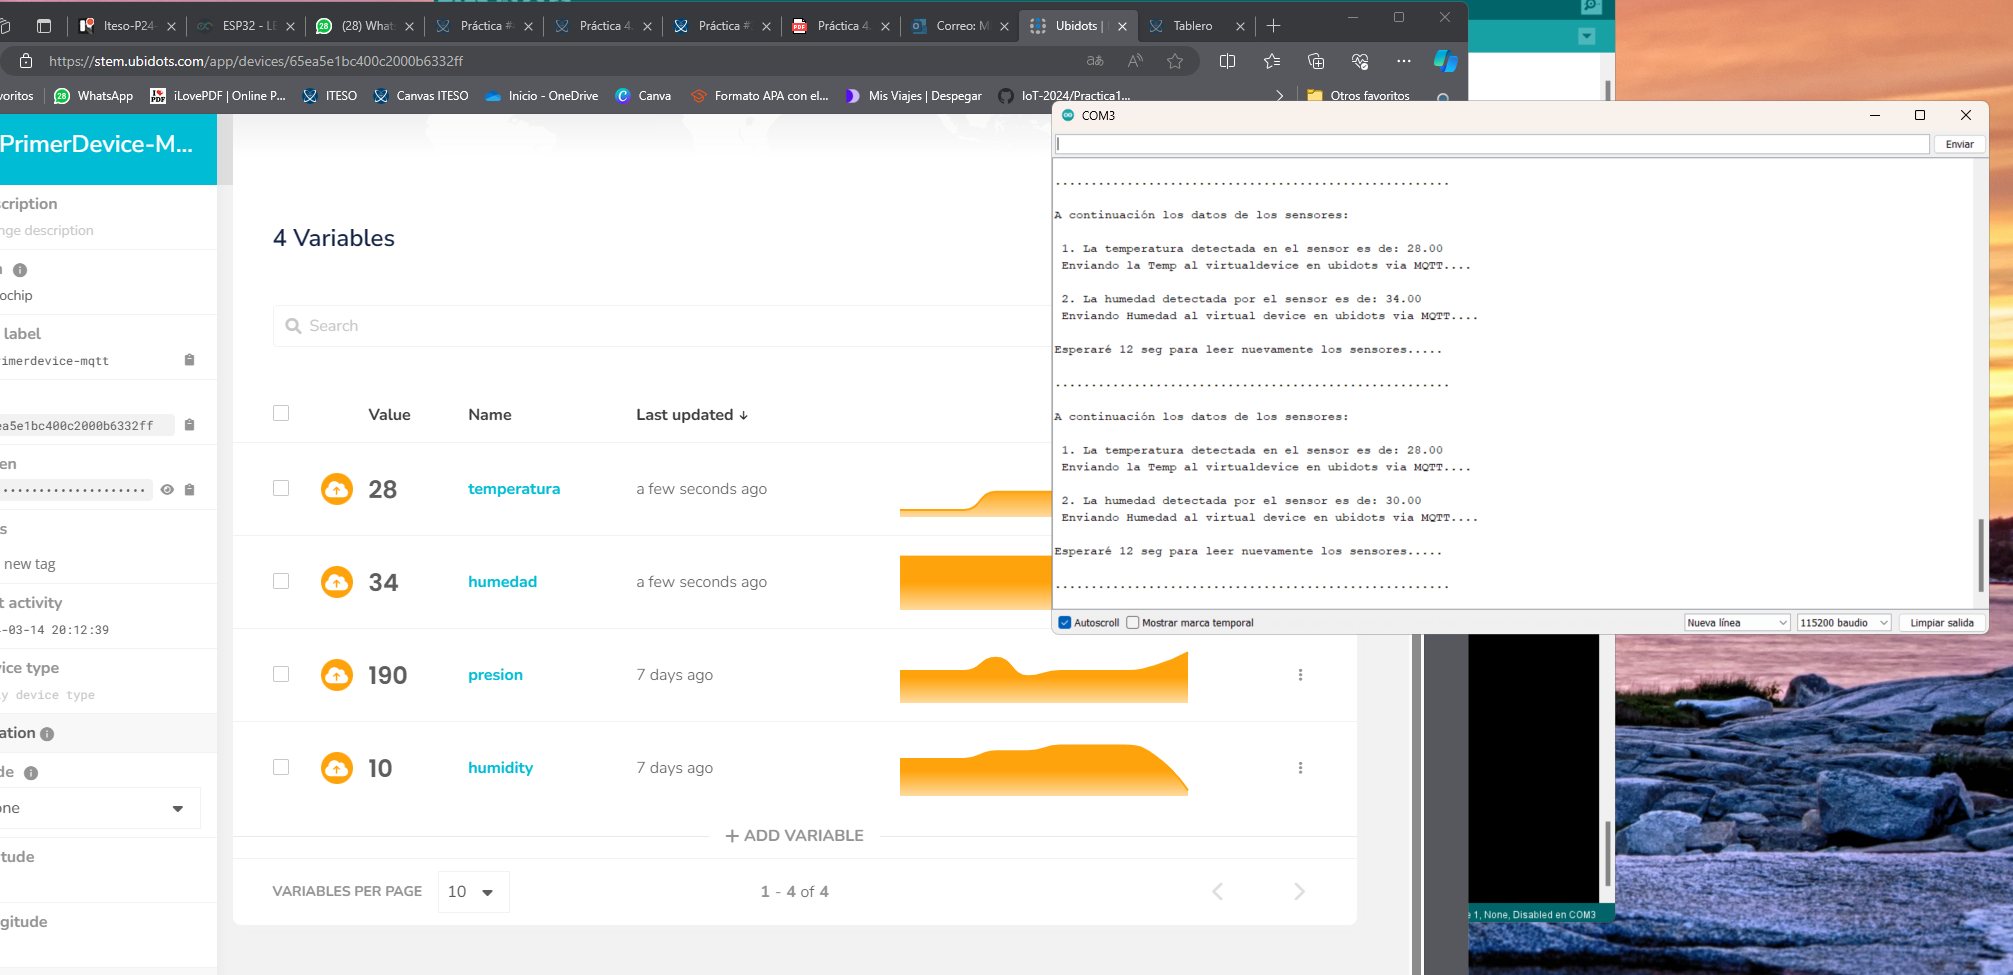 Iteso-P24-
ESP32 - LE
(28) What
Práctica #
Práctica 4.
Práctica #
Práctica 4.
Correo: M
Ubidots |
Tablero
https://stem.ubidots.com/app/devices/65ea5e1bc400c2000b6332ff
voritos
WhatsApp
iLovePDF | Online P...
ITESO
Canvas ITESO
Inicio - OneDrive
Canva
Formato APA con el...
Mis Viajes | Despegar
IoT-2024/Practica1...
Otros favoritos
PrimerDevice-M...
cription
nge description
ochip
label
imerdevice-mqtt
ea5e1bc400c2000b6332ff
en
s
new tag
t activity
-03-14 20:12:39
ice type
y device type
ation
de
one
tude
gitude
4 Variables
Search
Value Name Last updated
28 temperatura a few seconds ago
34 humedad a few seconds ago
190 presion 7 days ago
10 humidity 7 days ago
ADD VARIABLE
VARIABLES PER PAGE 10 1 - 4 of 4
COM3
Enviar
.......................................................
A continuación los datos de los sensores:
1. La temperatura detectada en el sensor es de: 28.00
Enviando la Temp al virtualdevice en ubidots via MQTT....
2. La humedad detectada por el sensor es de: 34.00
Enviando Humedad al virtual device en ubidots via MQTT....
Esperaré 12 seg para leer nuevamente los sensores.....
.......................................................
A continuación los datos de los sensores:
1. La temperatura detectada en el sensor es de: 28.00
Enviando la Temp al virtualdevice en ubidots via MQTT....
2. La humedad detectada por el sensor es de: 30.00
Enviando Humedad al virtual device en ubidots via MQTT....
Esperaré 12 seg para leer nuevamente los sensores.....
.......................................................
Autoscroll
Mostrar marca temporal
Nueva línea
115200 baudio
Limpiar salida
1, None, Disabled en COM3